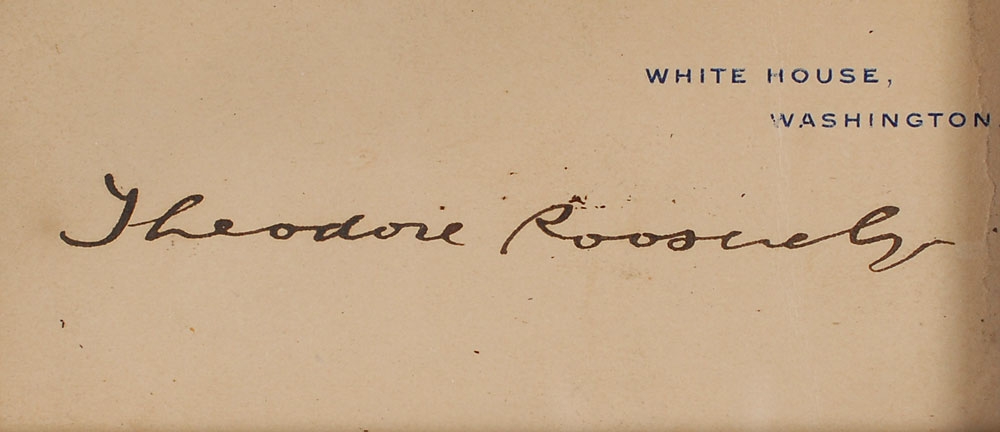 WHITE HOUSE,
WASHINGTON
Theodore Roosevelt